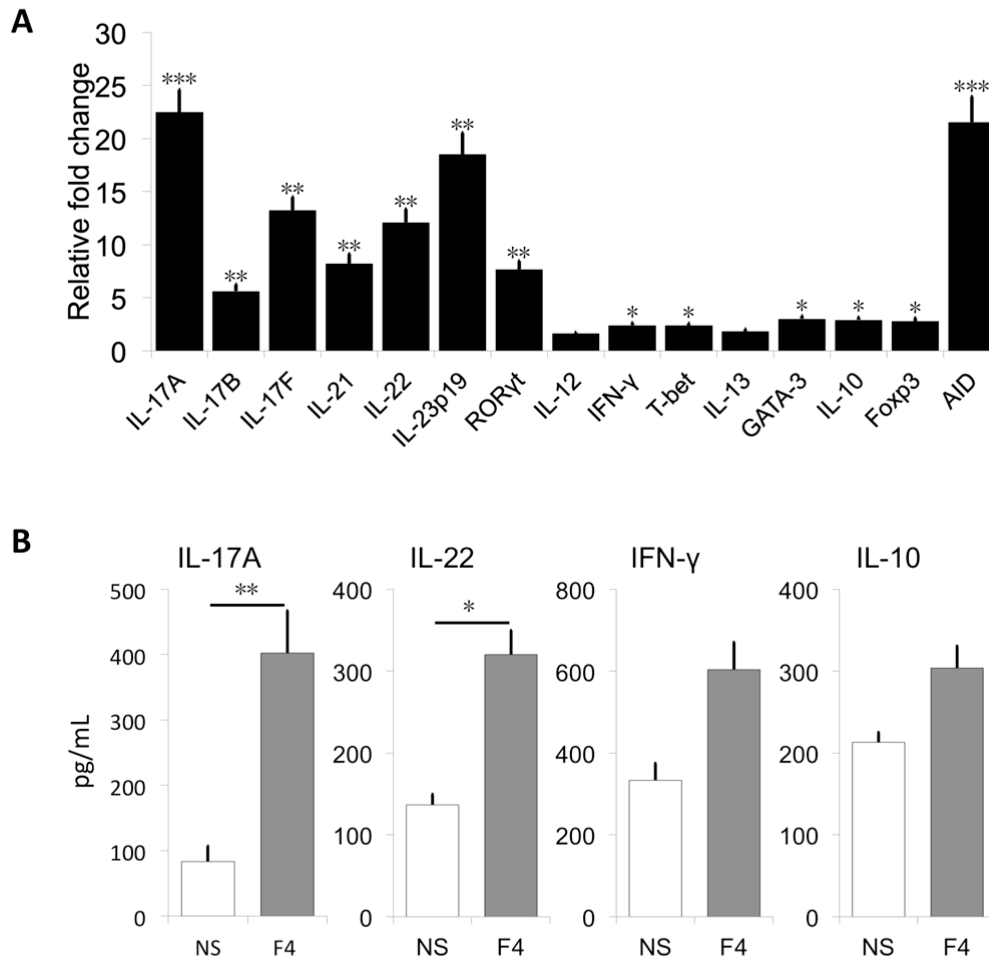 A
Relative fold change
30
25
20
15
10
5
0
***
**
**
**
**
**
**
*
*
*
*
*
***
IL-17A
IL-17B
IL-17F
IL-21
IL-22
IL-23p19
RORγt
IL-12
IFN-γ
T-bet
IL-13
GATA-3
IL-10
Foxp3
AID
B
pg/mL
IL-17A
500
400
300
200
100
0
**
NS F4
IL-22
400
300
200
100
0
*
NS F4
IFN-γ
800
600
400
200
0
NS F4
IL-10
400
300
200
100
0
NS F4